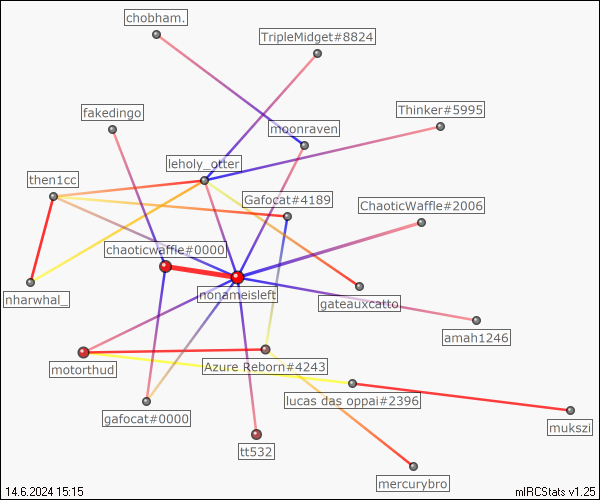 chobham.
TripleMidget#8824
fakedingo
Thinker#5995
moonraven
leholy_otter
then1cc
Gafocat#4189
ChaoticWaffle#2006
chaoticwaffle#0000
nharwhal_
nonameisleft
gateauxcatto
amah1246
motorthud
Azure Reborn#4243
lucas das oppai#2396
gafocat#0000
mukszi
tt532
mercurybro
14.6.2024 15:15
mIRCStats v1.25